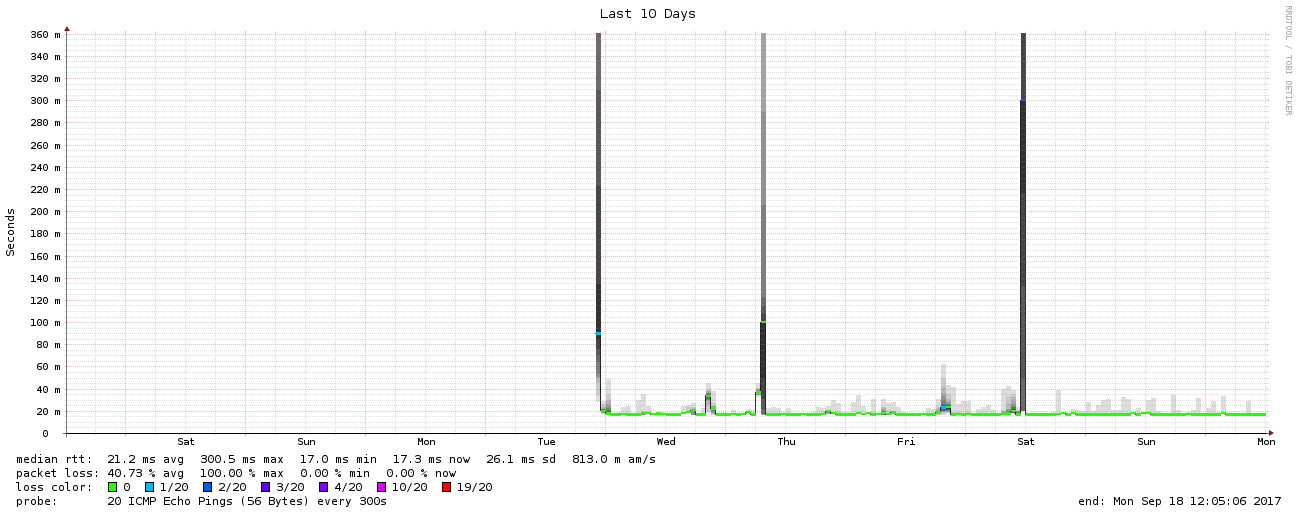 Last 10 Days
RRDTOOL / TOBI OETIKER
Seconds
360 m
340 m
320 m
300 m
280 m
260 m
240 m
220 m
200 m
180 m
160 m
140 m
120 m
100 m
80 m
60 m
40 m
20 m
0
Sat Sun Mon Tue Wed Thu Fri Sat Sun Mon
median rtt: 21.2 ms avg 300.5 ms max 17.0 ms min 17.3 ms now 26.1 ms sd 813.0 m am/s
packet loss: 40.73 % avg 100.00 % max 0.00 % min 0.00 % now
loss color: 0 1/20 2/20 3/20 4/20 10/20 19/20
probe: 20 ICMP Echo Pings (56 Bytes) every 300s end: Mon Sep 18 12:05:06 2017